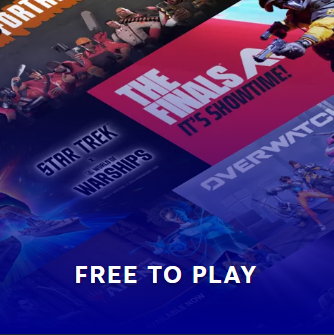 THE
FINALS
IT'S SHOWTIME!
STAR TREK
X
WARSHIPS
OVERWATCH
FREE TO PLAY